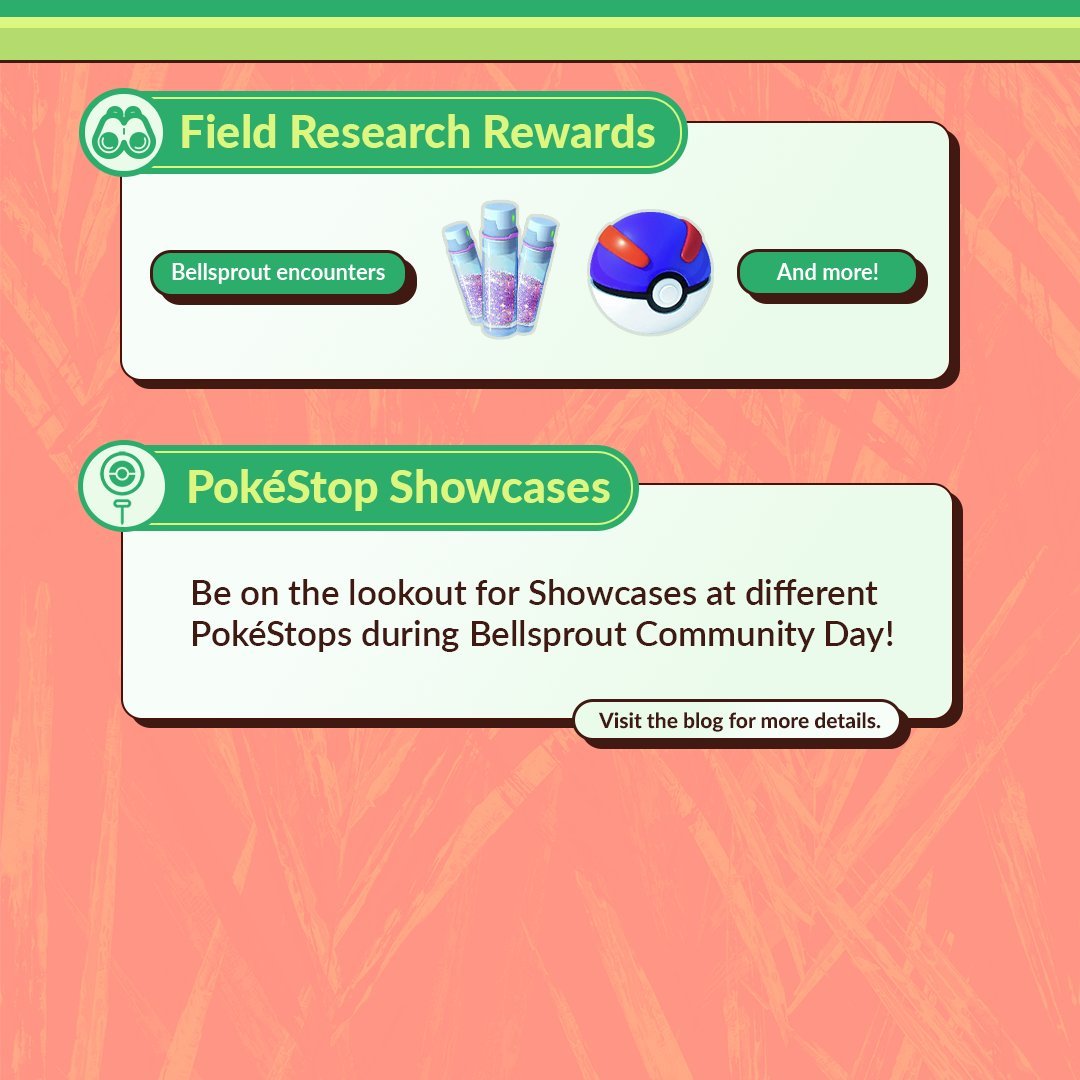 Field Research Rewards
Bellsprout encounters
And more!
PokéStop Showcases
Be on the lookout for Showcases at different
PokéStops during Bellsprout Community Day!
Visit the blog for more details.